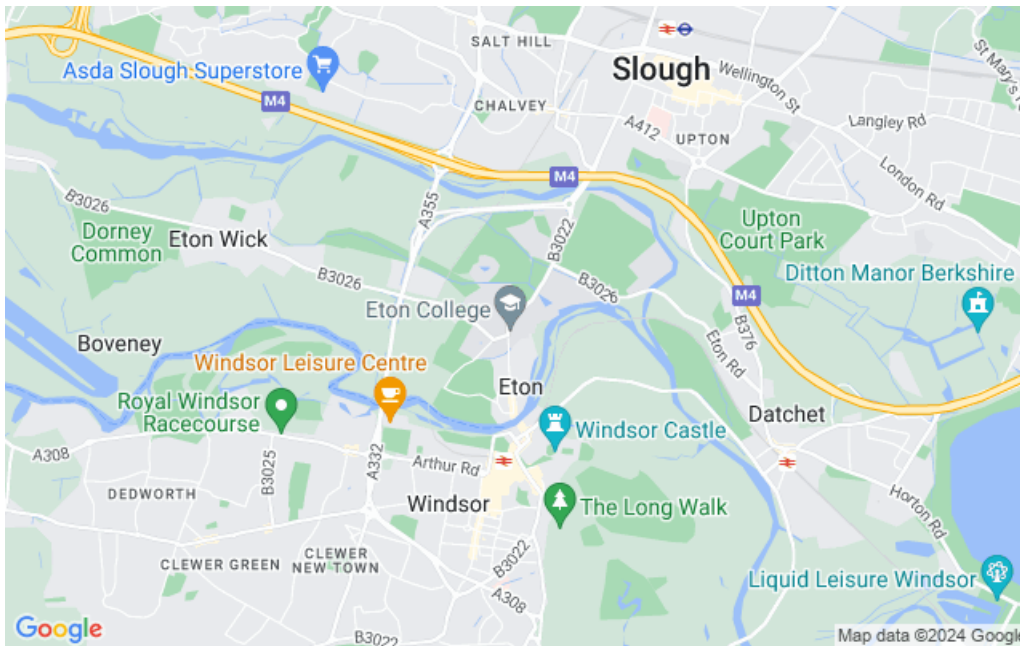 SALT HILL
Slough
Asda Slough Superstore
Wellington St
M4
CHALVEY
A412
UPTON
Langley Rd
London Rd
M4
B3026
A355
B3022
Dorney
Common
Eton Wick
Upton
Court Park
B3026
B3026
Ditton Manor Berkshire
M4
Eton College
B376
Eton Rd
Boveney
Windsor Leisure Centre
Eton
Royal Windsor
Racecourse
Datchet
Windsor Castle
A308
B3025
A332
Arthur Rd
DEDWORTH
Windsor
The Long Walk
Horton Rd
CLEWER GREEN
CLEWER
NEW TOWN
B3022
A308
Liquid Leisure Windsor
B3022
Google
Map data ©2024 Google